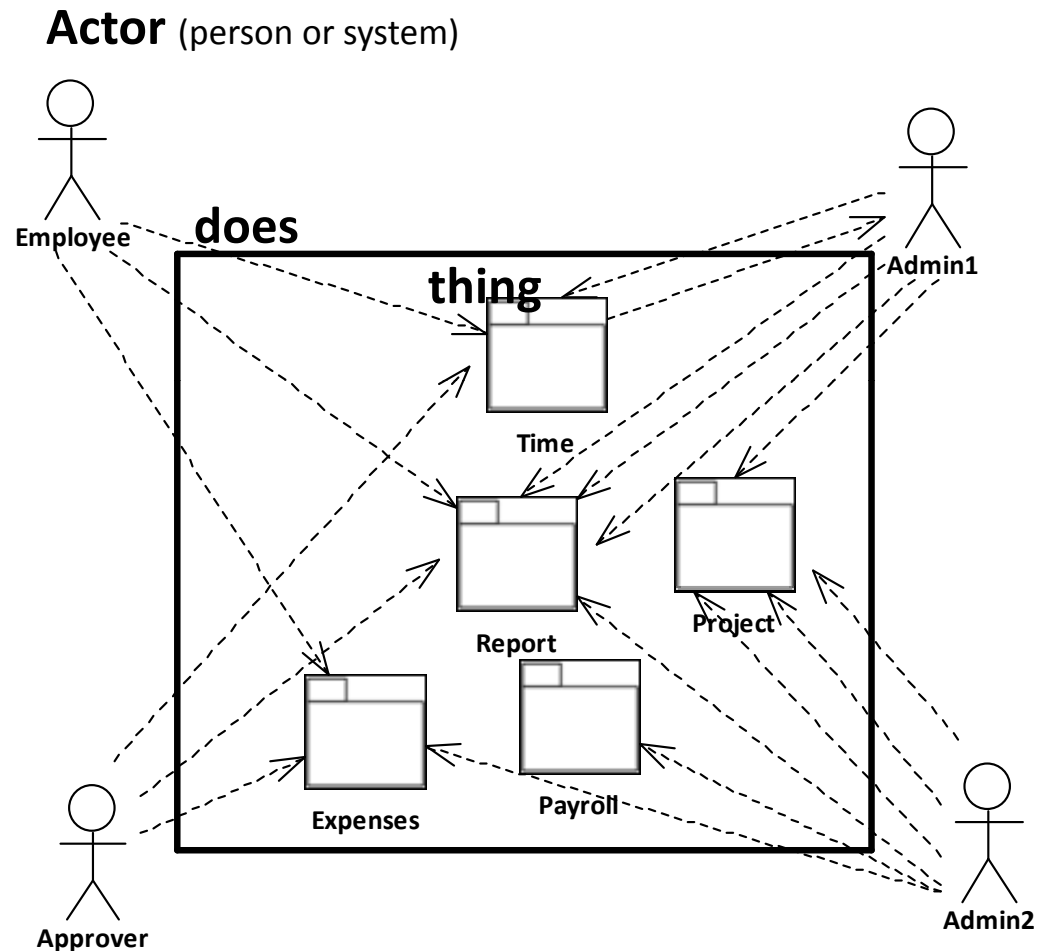 Actor (person or system)
Employee
does
Admin1
thing
Time
Project
Report
Expenses
Payroll
Approver
Admin2